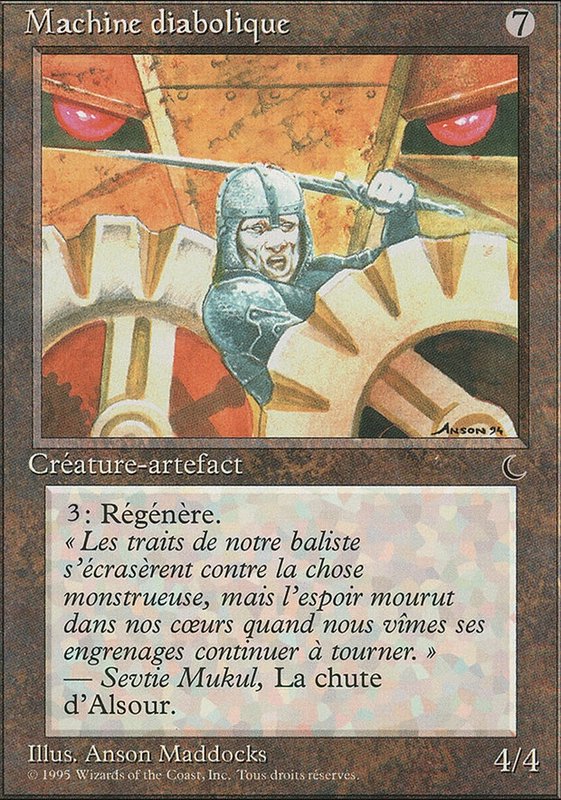 Machine diabolique
7
ANSON 94
Créature-artefact
3: Régénère.
« Les traits de notre baliste
s'écrasèrent contre la chose
monstrueuse, mais l'espoir mourut
dans nos cœurs quand nous vîmes ses
engrenages continuer à tourner. »
— Sevtie Mukul, La chute
d'Alsour.
Illus. Anson Maddocks
4/4
© 1995 Wizards of the Coast, Inc. Tous droits réservés.